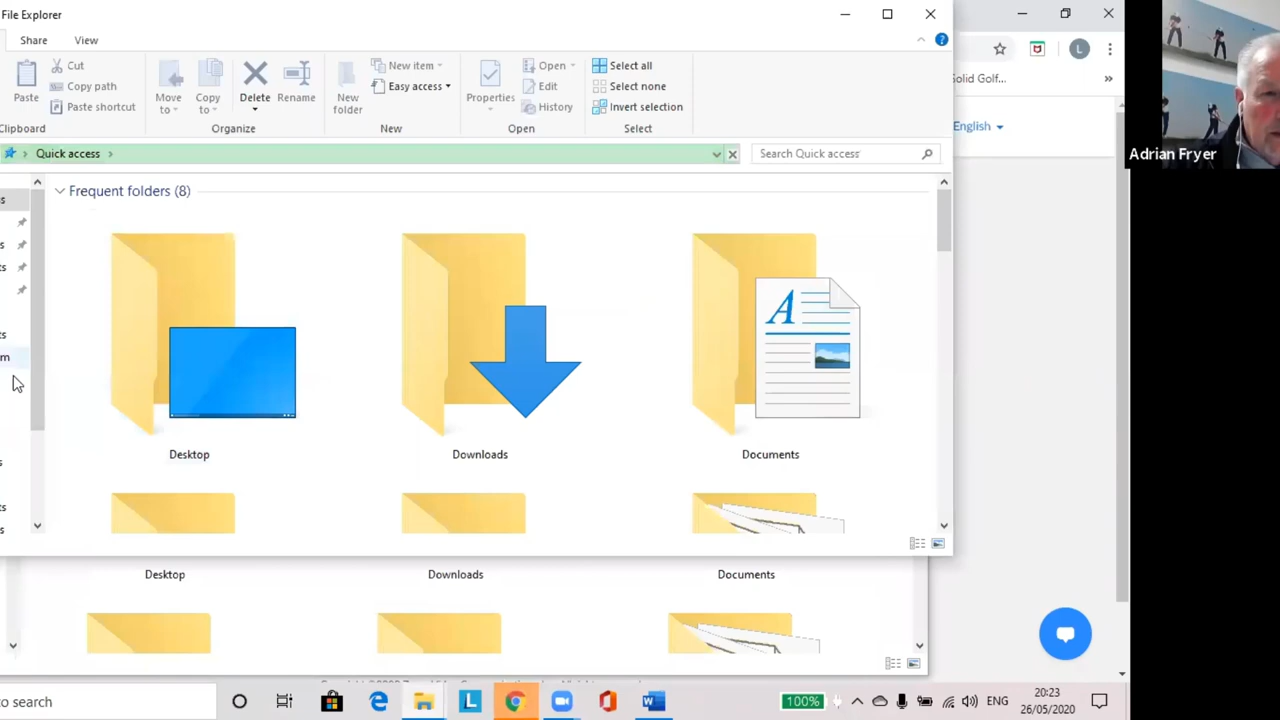 File Explorer
Share View
Cut
Copy path
Paste shortcut
Paste
Clipboard
Move to
Copy to
Delete
Rename
Organize
New folder
New item
Easy access
New
Properties
Open
Edit
History
Open
Select all
Select none
Invert selection
Select
Quick access
Search Quick access
Frequent folders (8)
A
Desktop Downloads Documents
Desktop Downloads Documents
L
Solid Golf...
English
Adrian Fryer
to search
L
W
100%
ENG
20:23
26/05/2020